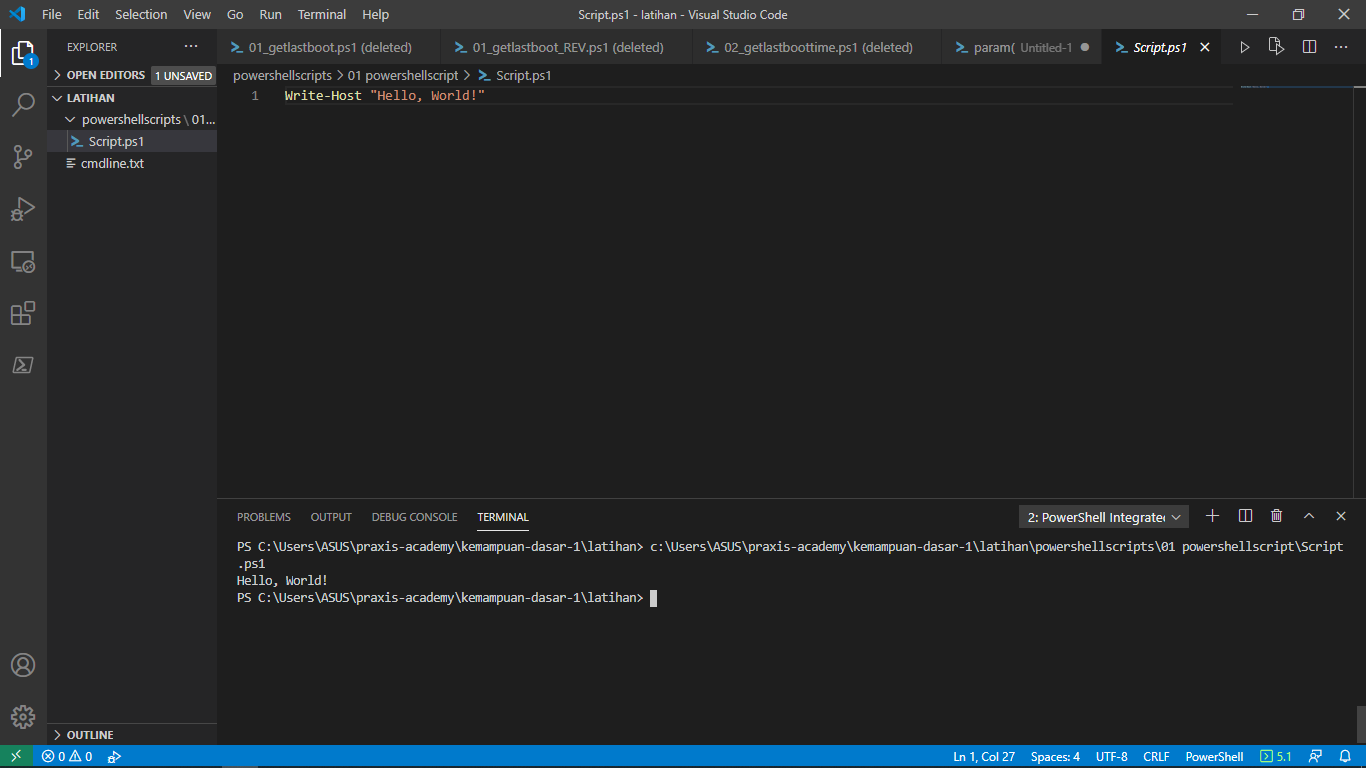 File Edit Selection View Go Run Terminal Help Script.ps1 - latihan - Visual Studio Code
EXPLORER ···
01_getlastboot.ps1 (deleted) 01_getlastboot_REV.ps1 (deleted) 02_getlastboottime.ps1 (deleted) param( Untitled-1 Script.ps1
1
OPEN EDITORS 1 UNSAVED
LATIHAN
powershellscripts \ 01...
Script.ps1
cmdline.txt
powershellscripts > 01 powershellscript > Script.ps1
1 Write-Host "Hello, World!"
PROBLEMS OUTPUT DEBUG CONSOLE TERMINAL 2: PowerShell Integrate
PS C:\Users\ASUS\praxis-academy\kemampuan-dasar-1\latihan> c:\Users\ASUS\praxis-academy\kemampuan-dasar-1\latihan\powershellscripts\01 powershellscript\Script
.ps1
Hello, World!
PS C:\Users\ASUS\praxis-academy\kemampuan-dasar-1\latihan>
OUTLINE
0 0 Ln 1, Col 27 Spaces: 4 UTF-8 CRLF PowerShell 5.1